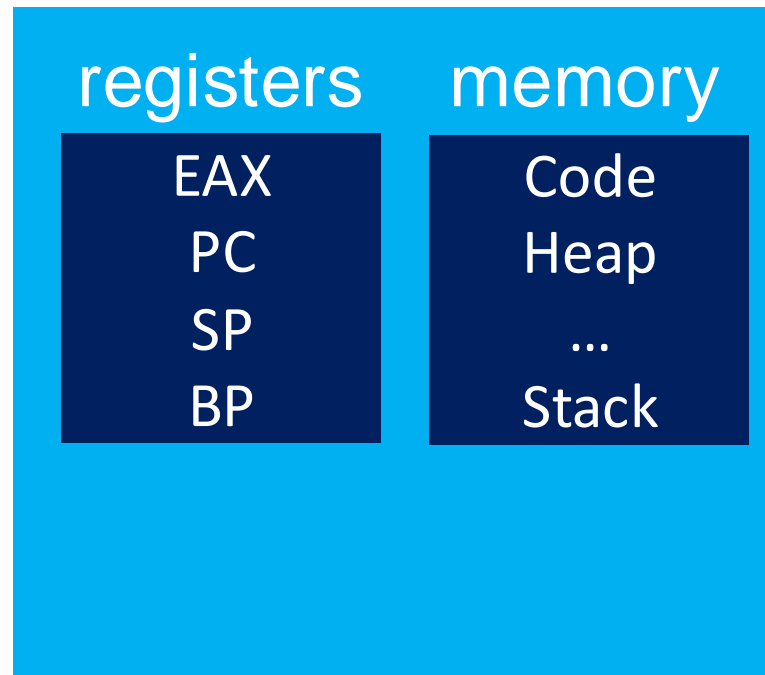 registers
EAX
PC
SP
BP
memory
Code
Heap
...
Stack